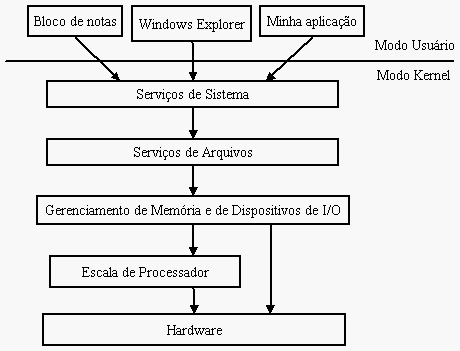 Bloco de notas
Windows Explorer
Minha aplicação
Modo Usuário
Modo Kernel
Serviços de Sistema
Serviços de Arquivos
Gerenciamento de Memória e de Dispositivos de I/O
Escala de Processador
Hardware